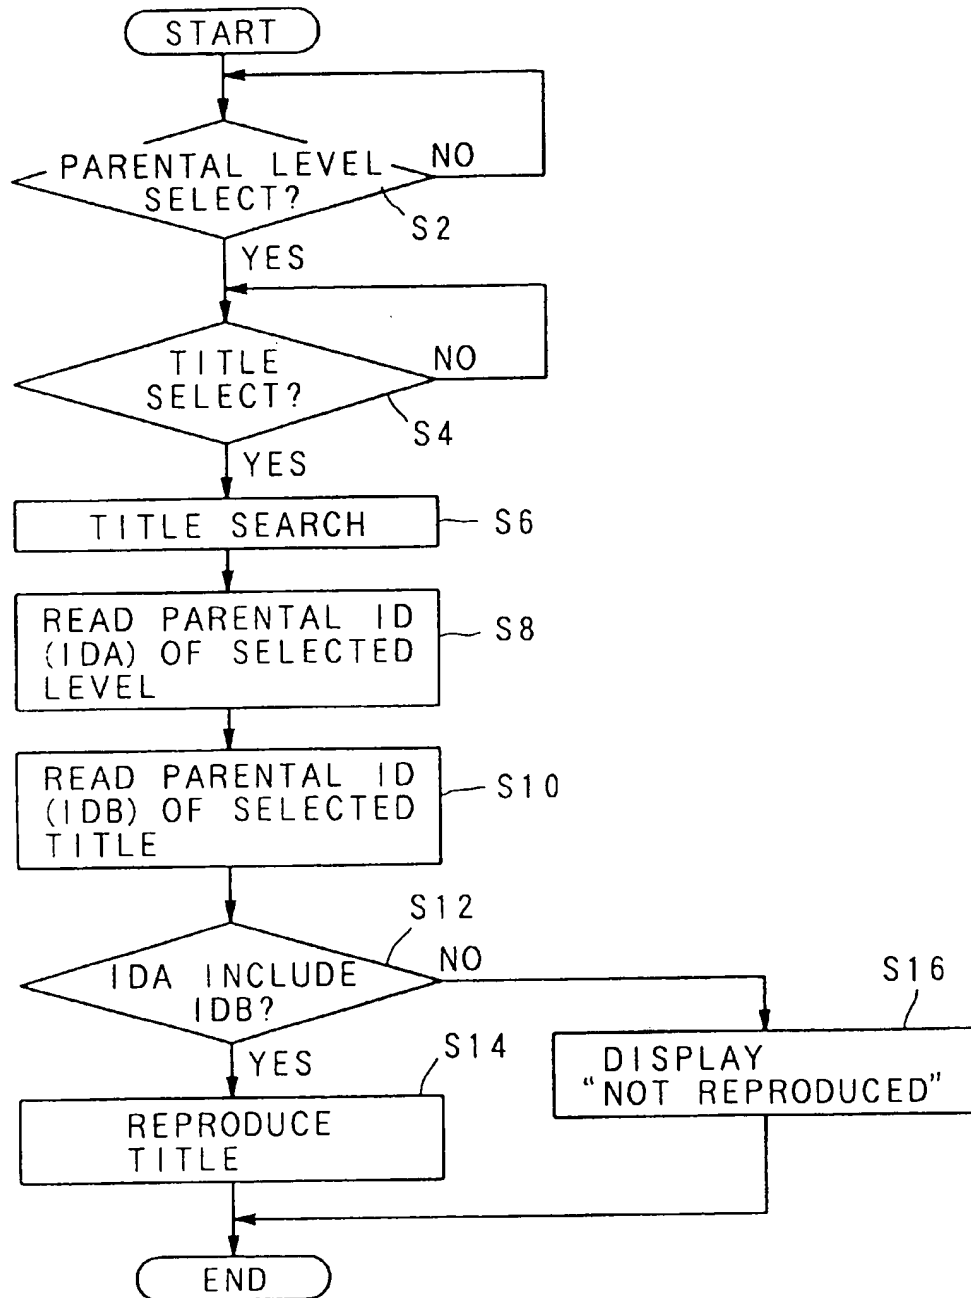 START
PARENTAL LEVEL
SELECT?
NO
S2
YES
TITLE
SELECT?
NO
S4
YES
TITLE SEARCH
S6
READ PARENTAL ID
(IDA) OF SELECTED
LEVEL
S8
READ PARENTAL ID
(IDB) OF SELECTED
TITLE
S10
S12
IDA INCLUDE
IDB?
NO
S16
YES
S14
DISPLAY
"NOT REPRODUCED"
REPRODUCE
TITLE
END